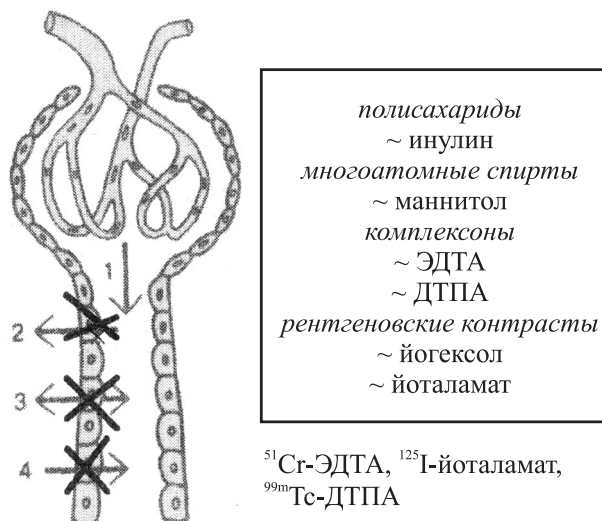 1
2
3
4
полисахариды
~ инулин
многоатомные спирты
~ маннитол
комплексоны
~ ЭДТА
~ ДТПА
рентгеновские контрасты
~ йогексол
~ йоталамат
⁵¹Cr-ЭДТА, ¹²⁵I-йоталамат,
⁹⁹ᵐTc-ДТПА